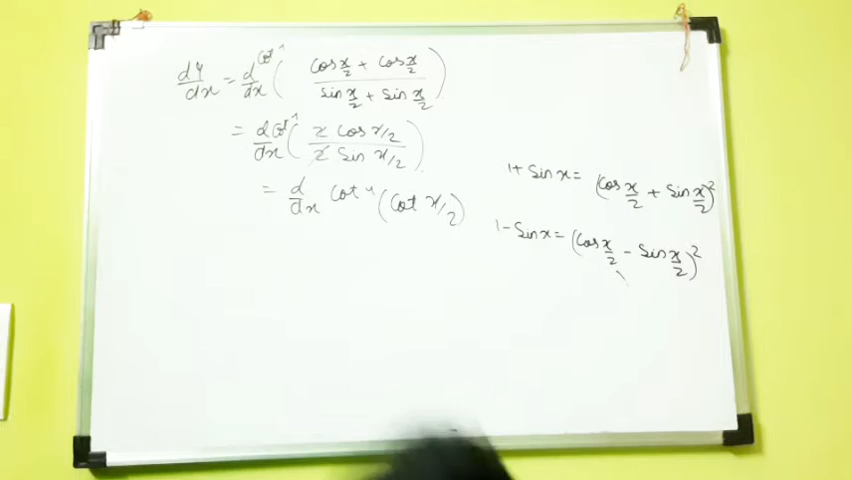 dy/dx = d/dx cot⁻¹ ( (cos x/2 + cos x/2) / (sin x/2 + sin x/2) )
= d/dx cot⁻¹ ( (2 cos x/2) / (2 sin x/2) )
= d/dx cot⁻¹ (cot x/2)
1+ sin x = (cos x/2 + sin x/2)²
1- sin x = (cos x/2 - sin x/2)²